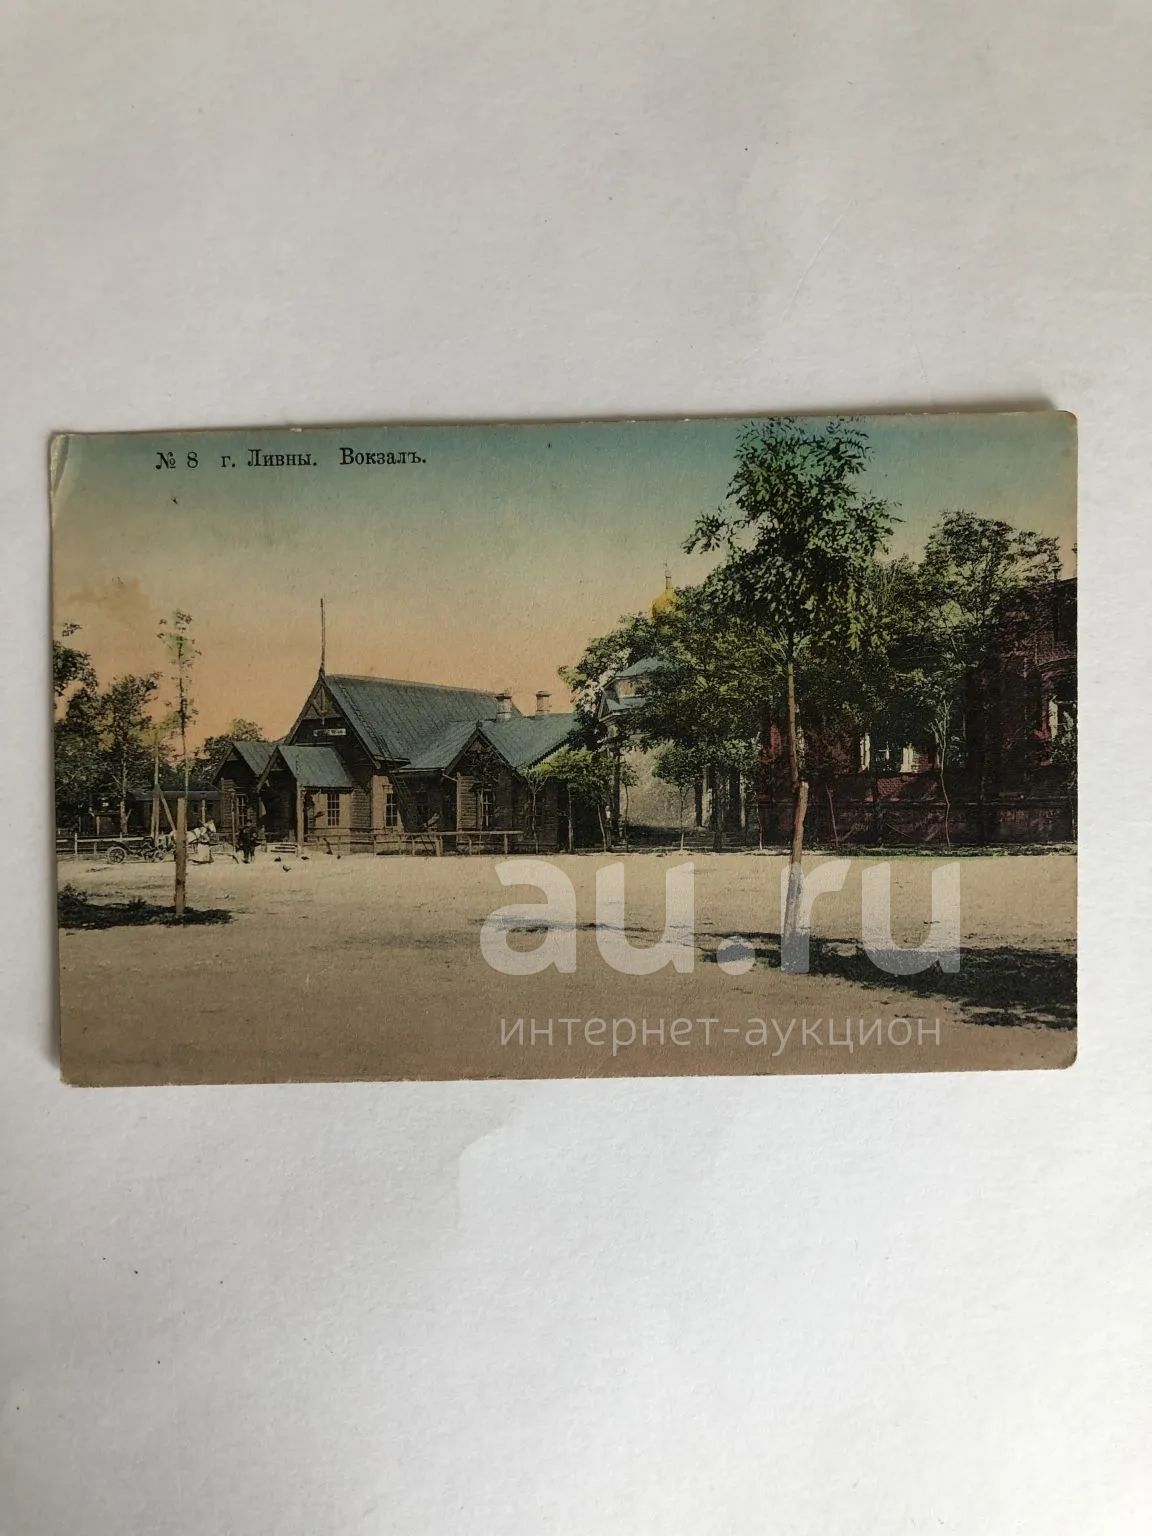 № 8 г. Ливны. Вокзалъ.
au.ru
интернет-аукцион